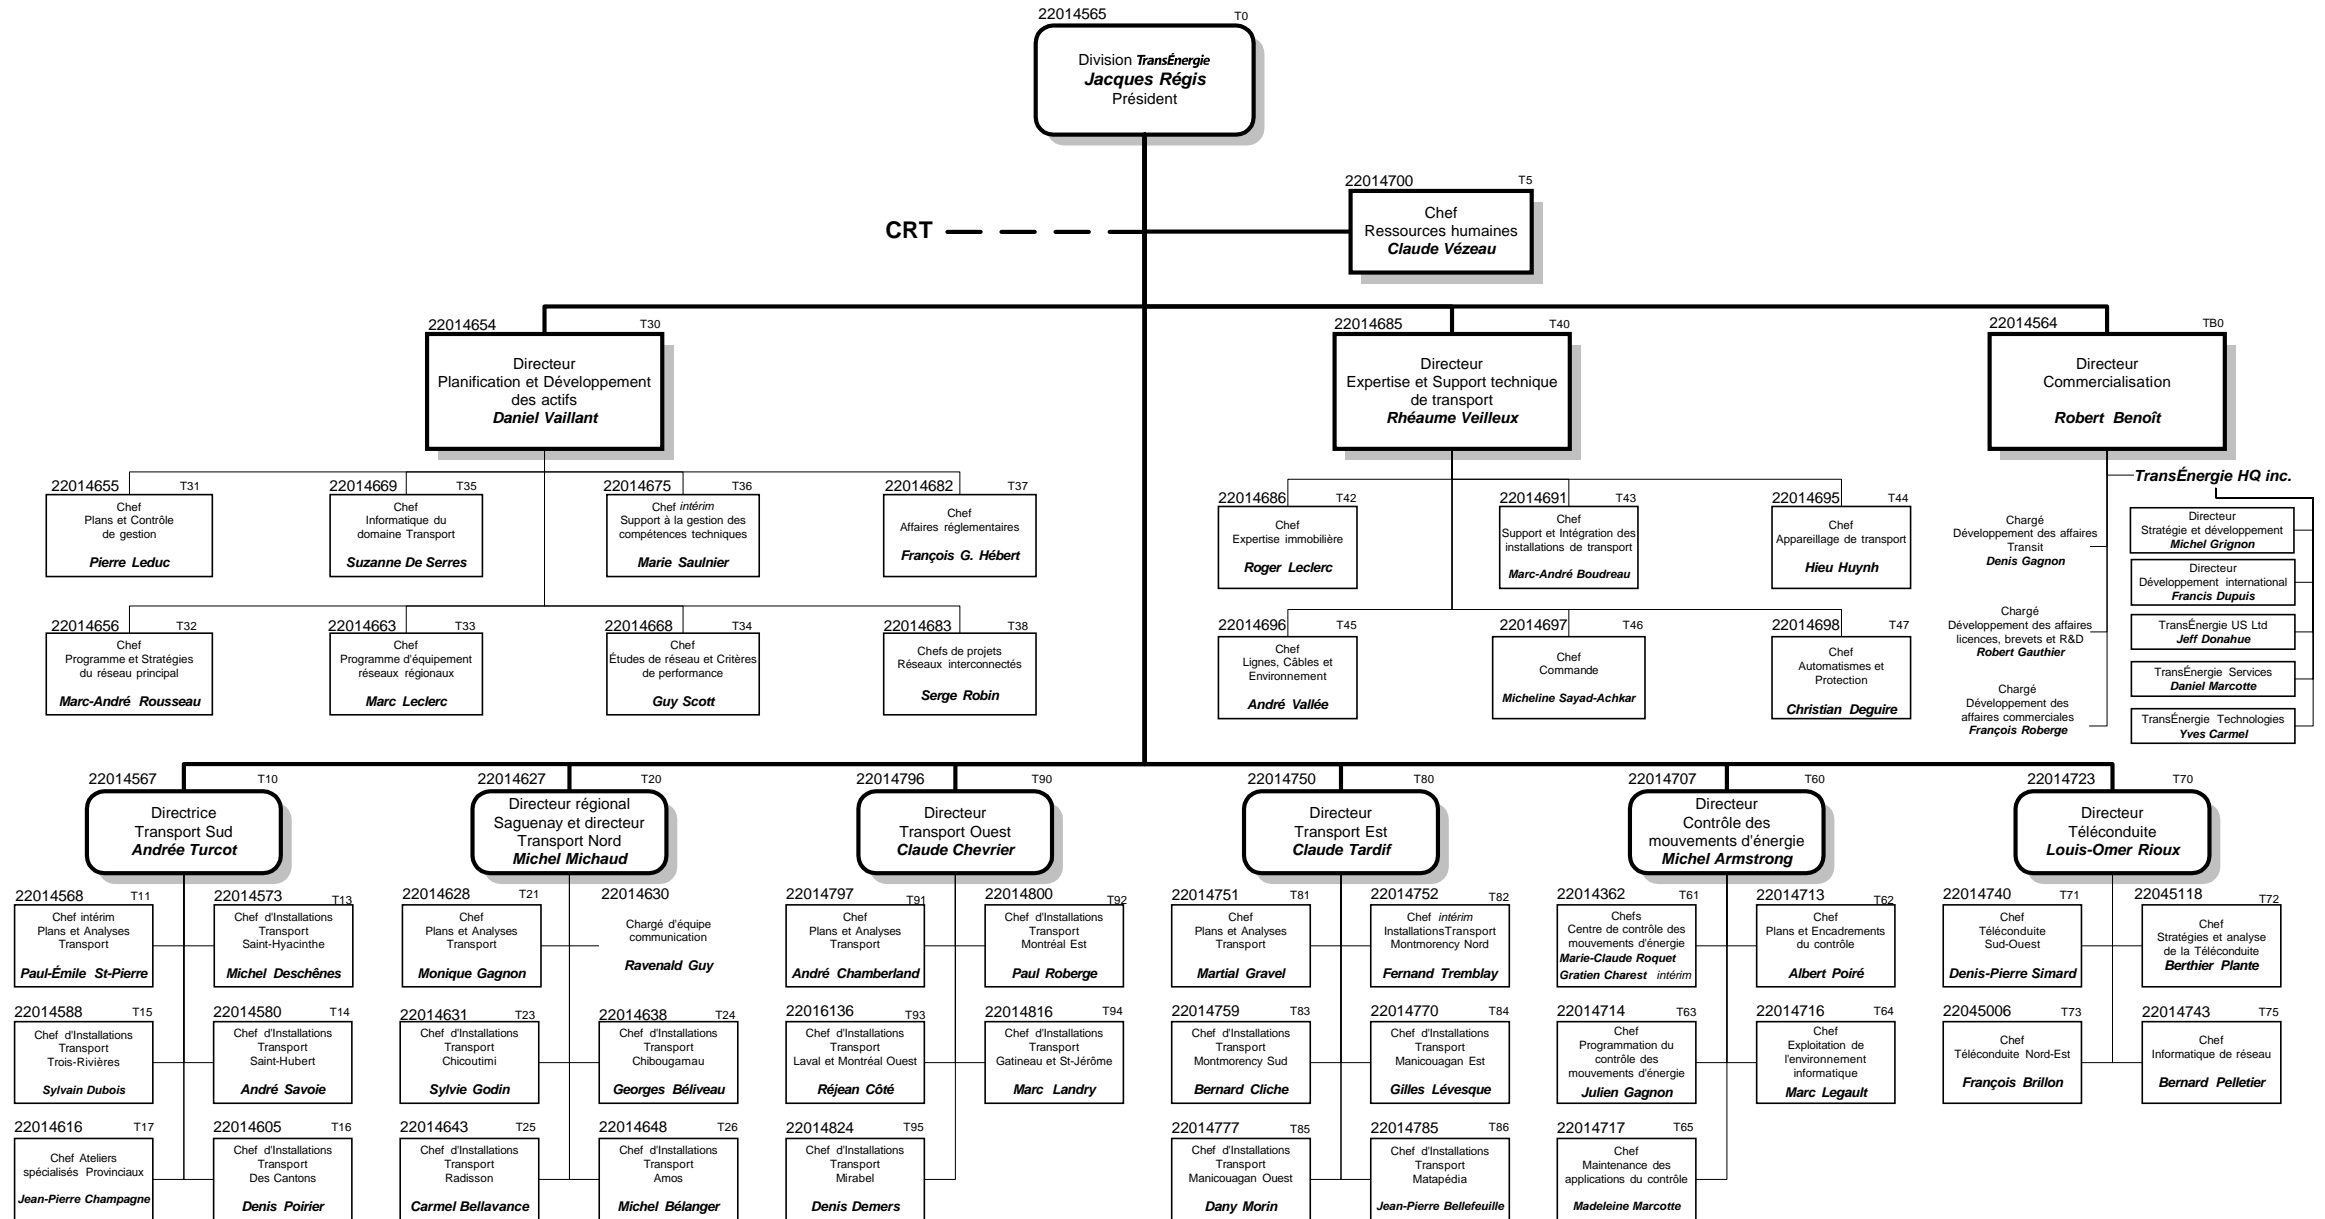 22014565 T0
Division TransÉnergie
Jacques Régis
Président
22014700 T5
Chef
Ressources humaines
Claude Vézeau
CRT
22014654 T30
Directeur
Planification et Développement
des actifs
Daniel Vaillant
22014685 T40
Directeur
Expertise et Support technique
de transport
Rhéaume Veilleux
22014564 TB0
Directeur
Commercialisation
Robert Benoît
22014655 T31
Chef
Plans et Contrôle
de gestion
Pierre Leduc
22014669 T35
Chef
Informatique du
domaine Transport
Suzanne De Serres
22014675 T36
Chef intérim
Support à la gestion des
compétences techniques
Marie Saulnier
22014682 T37
Chef
Affaires réglementaires
François G. Hébert
22014656 T32
Chef
Programme et Stratégies
du réseau principal
Marc-André Rousseau
22014663 T33
Chef
Programme d'équipement
réseaux régionaux
Marc Leclerc
22014668 T34
Chef
Études de réseau et Critères
de performance
Guy Scott
22014683 T38
Chefs de projets
Réseaux interconnectés
Serge Robin
22014686 T42
Chef
Expertise immobilière
Roger Leclerc
22014691 T43
Chef
Support et Intégration des
installations de transport
Marc-André Boudreau
22014695 T44
Chef
Appareillage de transport
Hieu Huynh
22014696 T45
Chef
Lignes, Câbles et
Environnement
André Vallée
22014697 T46
Chef
Commande
Micheline Sayad-Achkar
22014698 T47
Chef
Automatismes et
Protection
Christian Deguire
Chargé
Développement des affaires
Transit
Denis Gagnon
Chargé
Développement des affaires
licences, brevets et R&D
Robert Gauthier
Chargé
Développement des
affaires commerciales
François Roberge
TransÉnergie HQ inc.
Directeur
Stratégie et développement
Michel Grignon
Directeur
Développement international
Francis Dupuis
TransÉnergie US Ltd
Jeff Donahue
TransÉnergie Services
Daniel Marcotte
TransÉnergie Technologies
Yves Carmel
22014567 T10
Directrice
Transport Sud
Andrée Turcot
22014627 T20
Directeur régional
Saguenay et directeur
Transport Nord
Michel Michaud
22014796 T90
Directeur
Transport Ouest
Claude Chevrier
22014750 T80
Directeur
Transport Est
Claude Tardif
22014707 T60
Directeur
Contrôle des
mouvements d'énergie
Michel Armstrong
22014723 T70
Directeur
Téléconduite
Louis-Omer Rioux
22014568 T11
Chef intérim
Plans et Analyses
Transport
Paul-Émile St-Pierre
22014573 T13
Chef d'Installations
Transport
Saint-Hyacinthe
Michel Deschênes
22014588 T15
Chef d'Installations
Transport
Trois-Rivières
Sylvain Dubois
22014580 T14
Chef d'Installations
Transport
Saint-Hubert
André Savoie
22014616 T17
Chef Ateliers
spécialisés Provinciaux
Jean-Pierre Champagne
22014605 T16
Chef d'Installations
Transport
Des Cantons
Denis Poirier
22014628 T21
Chef
Plans et Analyses
Transport
Monique Gagnon
22014630
Chargé d'équipe
communication
Ravenald Guy
22014631 T23
Chef d'Installations
Transport
Chicoutimi
Sylvie Godin
22014638 T24
Chef d'Installations
Transport
Chibougamau
Georges Béliveau
22014643 T25
Chef d'Installations
Transport
Radisson
Carmel Bellavance
22014648 T26
Chef d'Installations
Transport
Amos
Michel Bélanger
22014797 T91
Chef
Plans et Analyses
Transport
André Chamberland
22014800 T92
Chef d'Installations
Transport
Montréal Est
Paul Roberge
22016136 T93
Chef d'Installations
Transport
Laval et Montréal Ouest
Réjean Côté
22014816 T94
Chef d'Installations
Transport
Gatineau et St-Jérôme
Marc Landry
22014824 T95
Chef d'Installations
Transport
Mirabel
Denis Demers
22014751 T81
Chef
Plans et Analyses
Transport
Martial Gravel
22014752 T82
Chef intérim
InstallationsTransport
Montmorency Nord
Fernand Tremblay
22014759 T83
Chef d'Installations
Transport
Montmorency Sud
Bernard Cliche
22014770 T84
Chef d'Installations
Transport
Manicouagan Est
Gilles Lévesque
22014777 T85
Chef d'Installations
Transport
Manicouagan Ouest
Dany Morin
22014785 T86
Chef d'Installations
Transport
Matapédia
Jean-Pierre Bellefeuille
22014362 T61
Chefs
Centre de contrôle des
mouvements d'énergie
Marie-Claude Roquet
Gratien Charest intérim
22014713 T62
Chef
Plans et Encadrements
du contrôle
Albert Poiré
22014714 T63
Chef
Programmation du
contrôle des
mouvements d'énergie
Julien Gagnon
22014716 T64
Chef
Exploitation de
l'environnement
informatique
Marc Legault
22014717 T65
Chef
Maintenance des
applications du contrôle
Madeleine Marcotte
22014740 T71
Chef
Téléconduite
Sud-Ouest
Denis-Pierre Simard
22045118 T72
Chef
Stratégies et analyse
de la Téléconduite
Berthier Plante
22045006 T73
Chef
Téléconduite Nord-Est
François Brillon
22014743 T75
Chef
Informatique de réseau
Bernard Pelletier